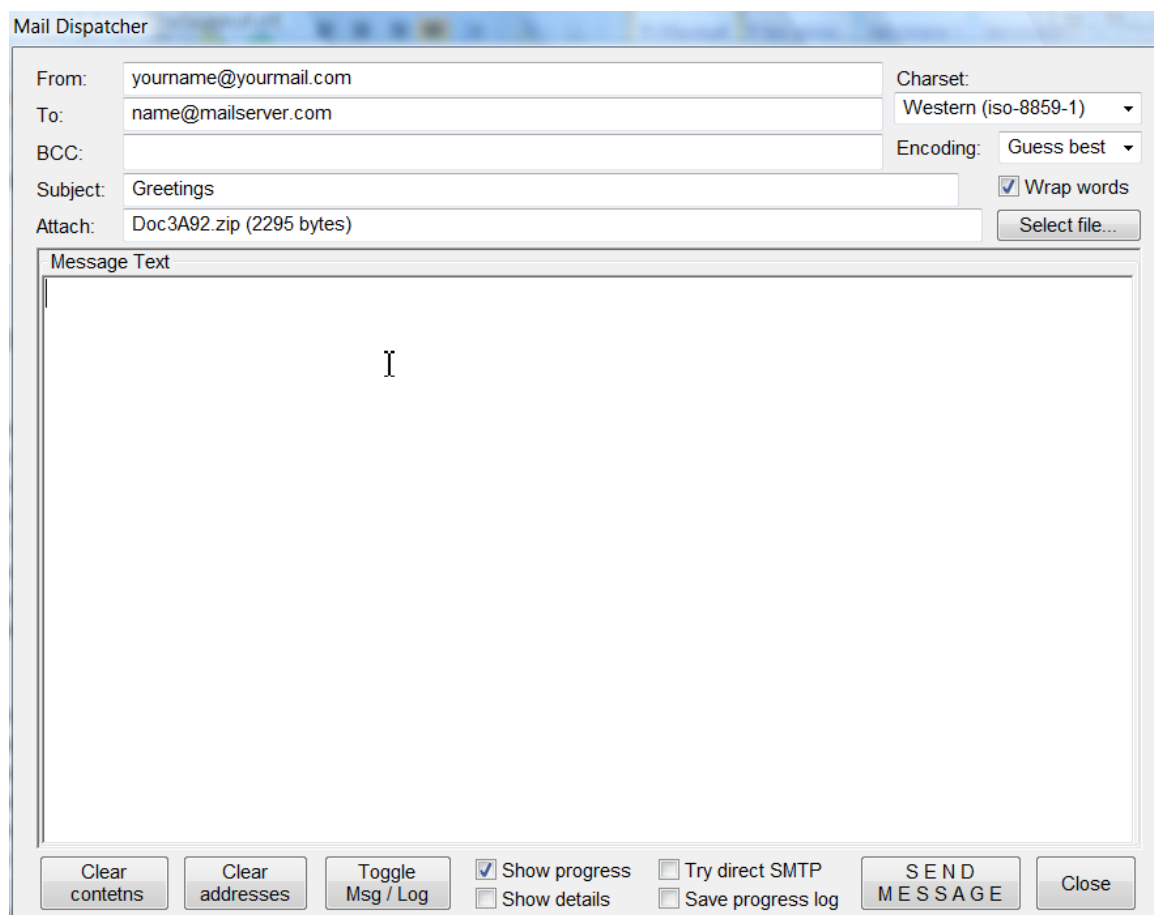 Mail Dispatcher
From:
yourname@yourmail.com
Charset:
To:
name@mailserver.com
Western (iso-8859-1)
BCC:
Encoding:
Guess best
Subject:
Greetings
Wrap words
Attach:
Doc3A92.zip (2295 bytes)
Select file...
Message Text
Clear
contetns
Clear
addresses
Toggle
Msg / Log
Show progress
Show details
Try direct SMTP
Save progress log
S E N D
M E S S A G E
Close